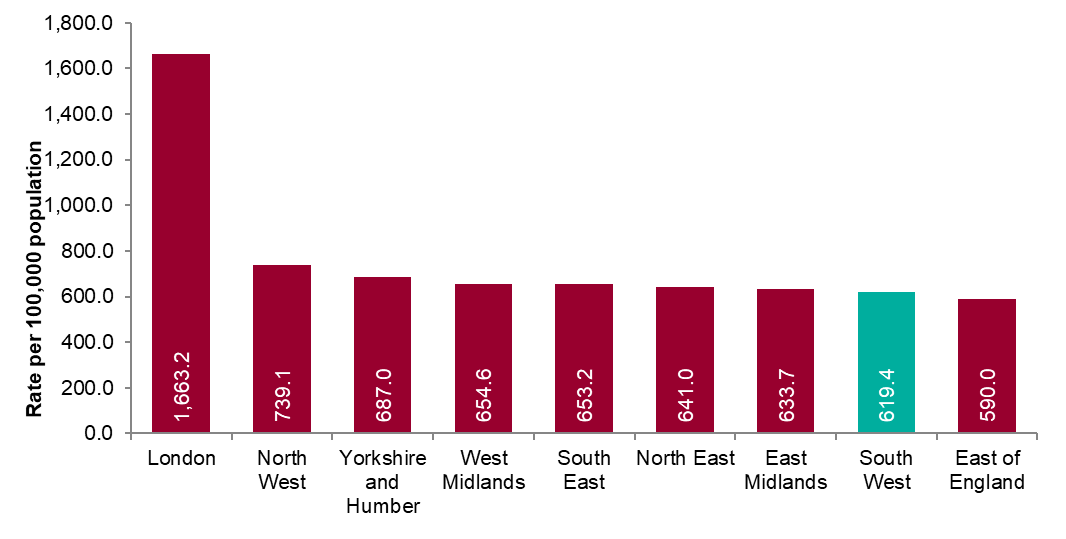 Rate per 100,000 population
1,800.0
1,600.0
1,400.0
1,200.0
1,000.0
800.0
600.0
400.0
200.0
0.0
1,663.2
739.1
687.0
654.6
653.2
641.0
633.7
619.4
590.0
London
North
West
Yorkshire
and
Humber
West
Midlands
South
East
North East
East
Midlands
South
West
East of
England